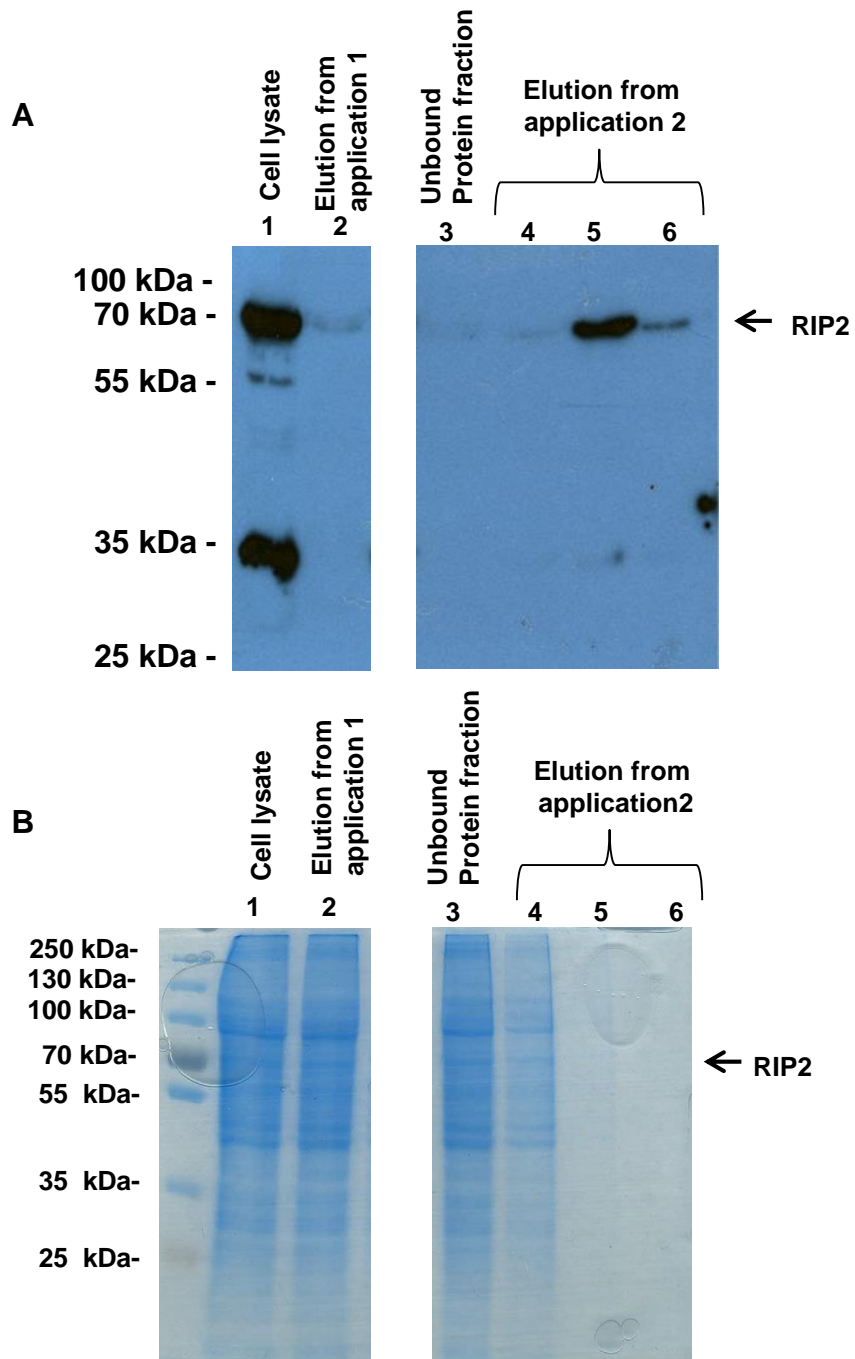 A
Cell lysate
Elution from
application 1
Unbound
Protein fraction
Elution from
application 2
1
2
3
4
5
6
100 kDa -
70 kDa -
55 kDa -
35 kDa -
25 kDa -
RIP2
B
Cell lysate
Elution from
application 1
Unbound
Protein fraction
Elution from
application2
1
2
3
4
5
6
250 kDa-
130 kDa-
100 kDa-
70 kDa-
55 kDa-
35 kDa-
25 kDa-
RIP2